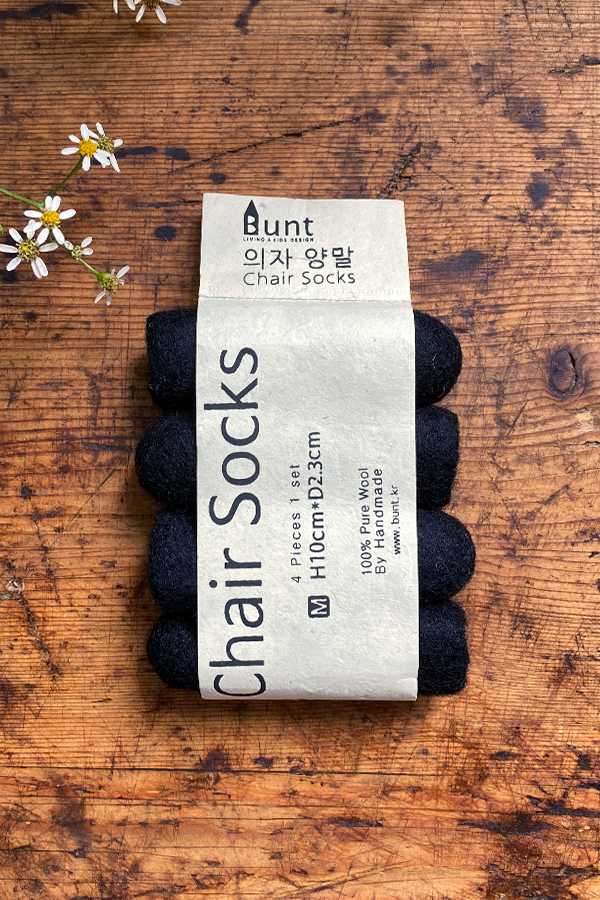 Bunt
LIVING & KIDS DESIGN
의자 양말
Chair Socks
Chair Socks
4 Pieces 1 set
M H10cm*D2.3cm
100% Pure Wool
By Handmade
www.bunt.kr